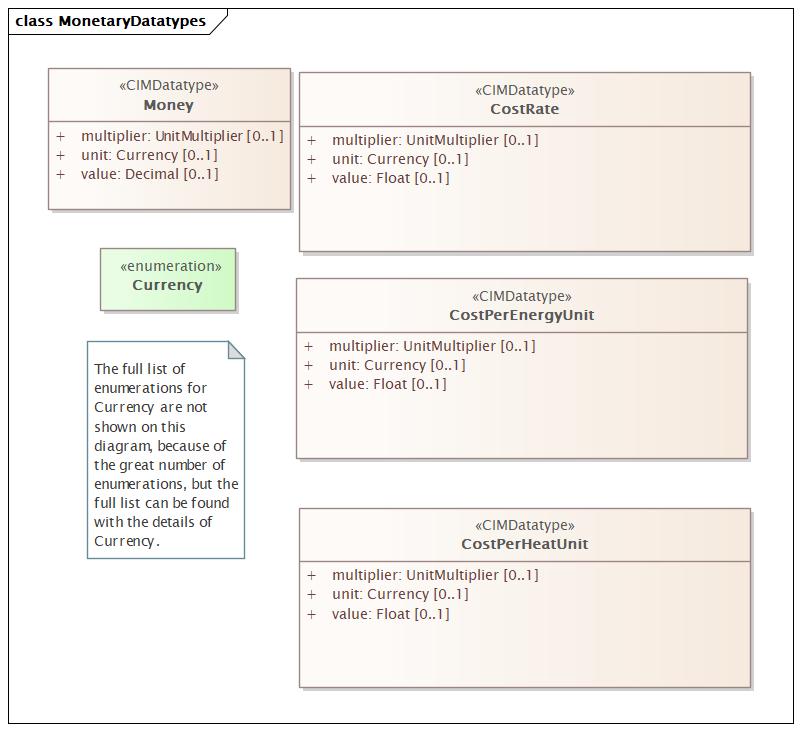 class MonetaryDatatypes
«CIMDatatype»
Money
+ multiplier: UnitMultiplier [0..1]
+ unit: Currency [0..1]
+ value: Decimal [0..1]
«CIMDatatype»
CostRate
+ multiplier: UnitMultiplier [0..1]
+ unit: Currency [0..1]
+ value: Float [0..1]
«enumeration»
Currency
«CIMDatatype»
CostPerEnergyUnit
+ multiplier: UnitMultiplier [0..1]
+ unit: Currency [0..1]
+ value: Float [0..1]
The full list of
enumerations for
Currency are not
shown on this
diagram, because of
the great number of
enumerations, but the
full list can be found
with the details of
Currency.
«CIMDatatype»
CostPerHeatUnit
+ multiplier: UnitMultiplier [0..1]
+ unit: Currency [0..1]
+ value: Float [0..1]